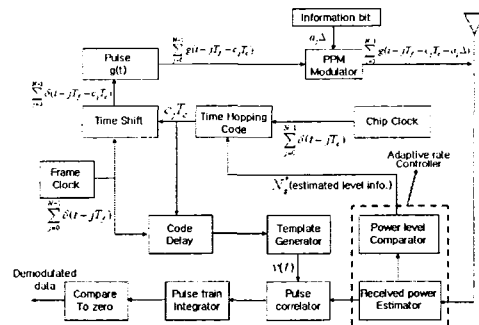 Information bit
a_j Δ
Pulse
g(t)
PPM
Modulator
Time Shift
c_j T_c
Time Hopping
Code
Chip Clock
Frame
Clock
Adaptive rate
Controller
(estimated level info.)
Code
Delay
Template
Generator
Power level
Comparator
v(t)
Demodulated
data
Compare
To zero
Pulse train
Integrator
Pulse
correlator
Received power
Estimator